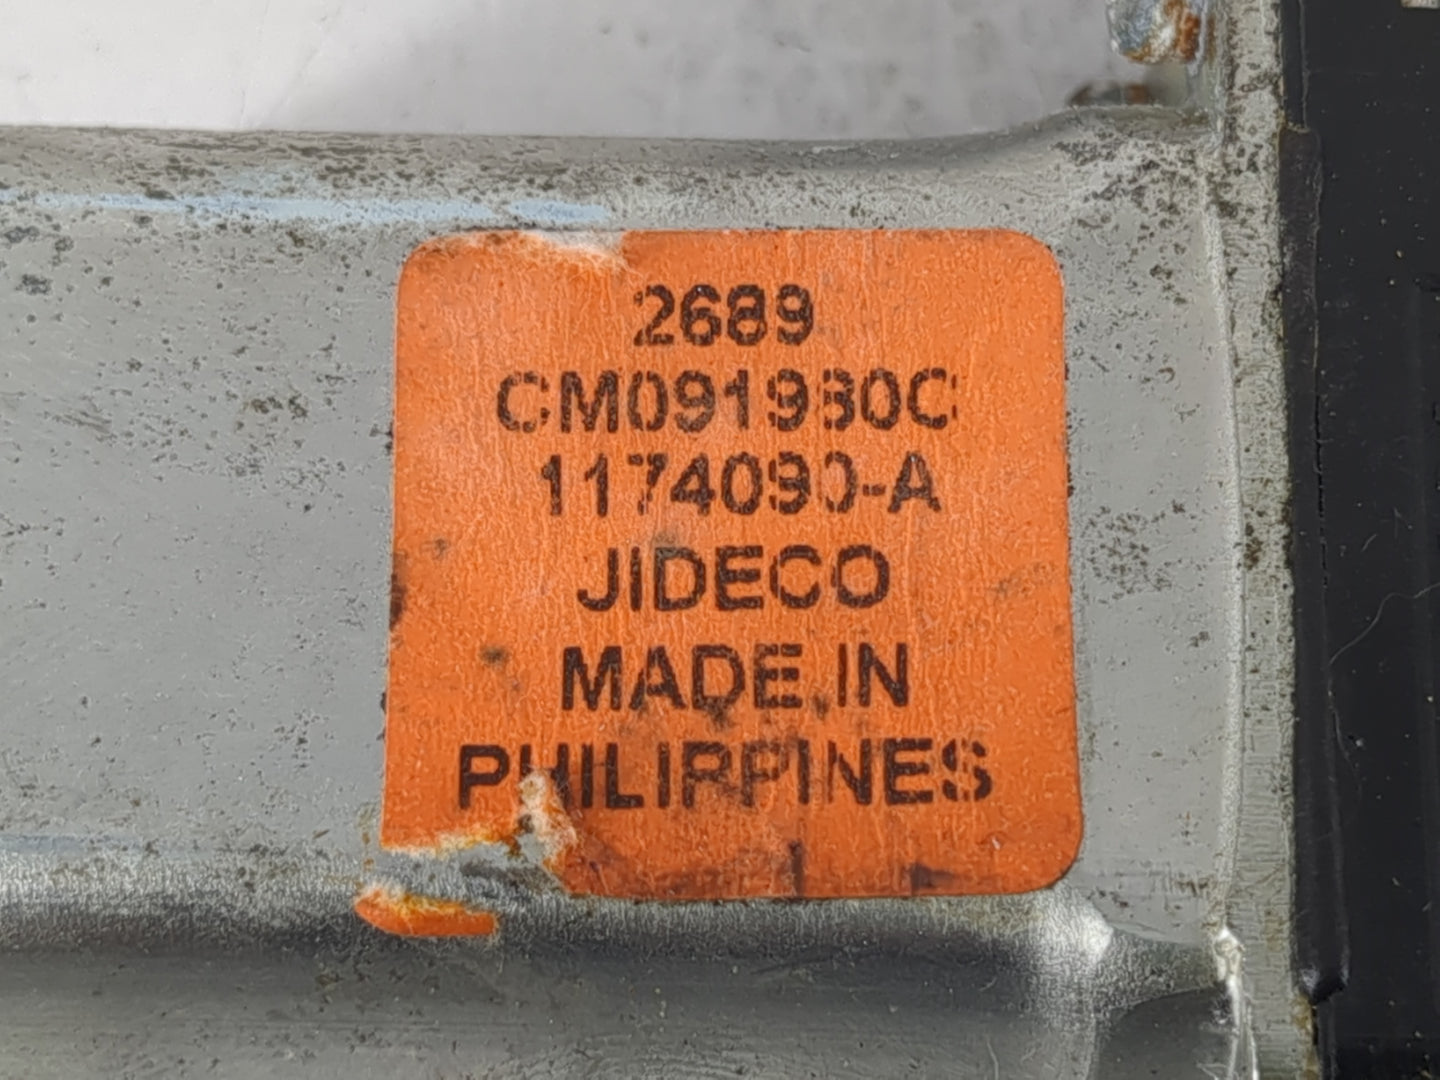 2689
CM091980C
1174090-A
JIDECO
MADE IN
PHILIPPINES